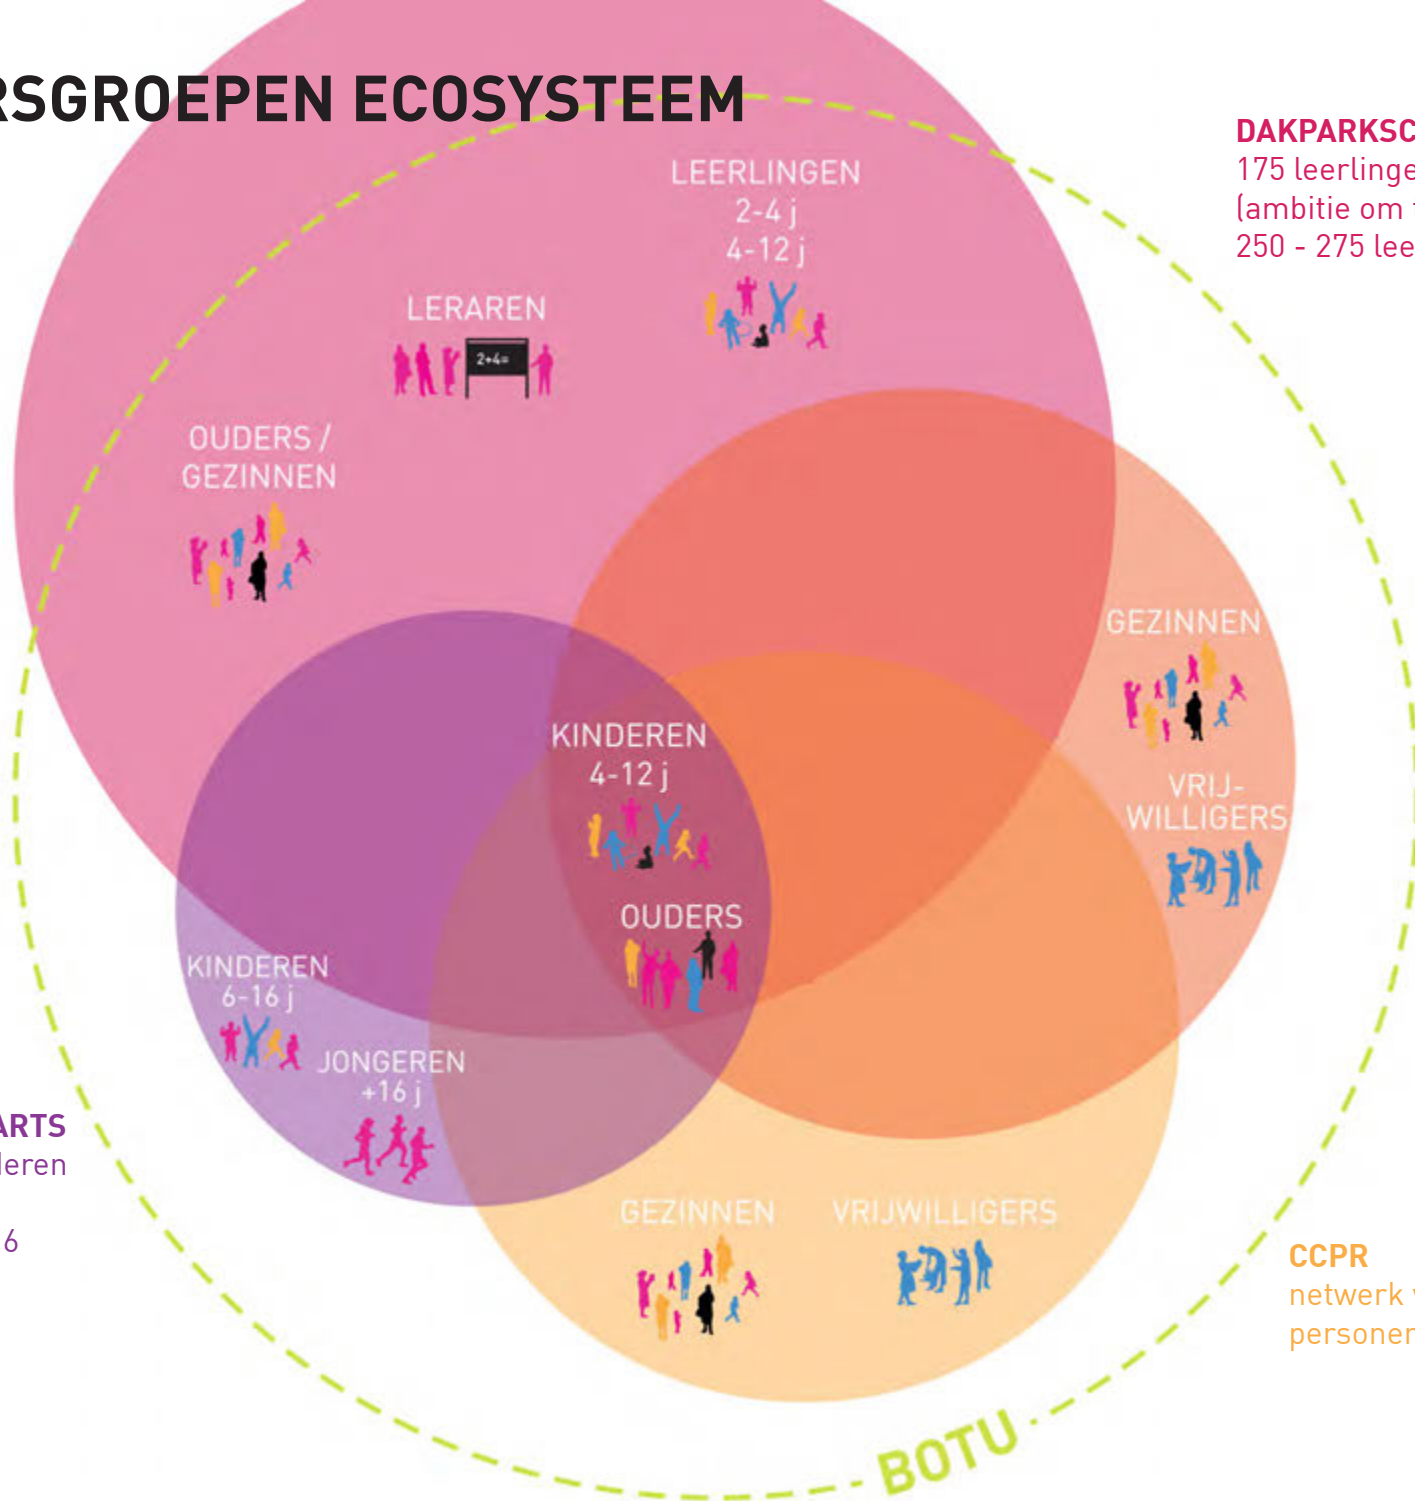 RSGROEPEN ECOSYSTEEM
DAKPARKSC
175 leerlinge
(ambitie om
250 - 275 lee
LEERLINGEN
2-4 j
4-12 j
LERAREN
2+4=
OUDERS /
GEZINNEN
GEZINNEN
VRIJ-
WILLIGERS
KINDEREN
4-12 j
OUDERS
KINDEREN
6-16 j
JONGEREN
+16 j
ARTS
deren
6
GEZINNEN
VRIJWILLIGERS
CCPR
netwerk
personen
BOTU